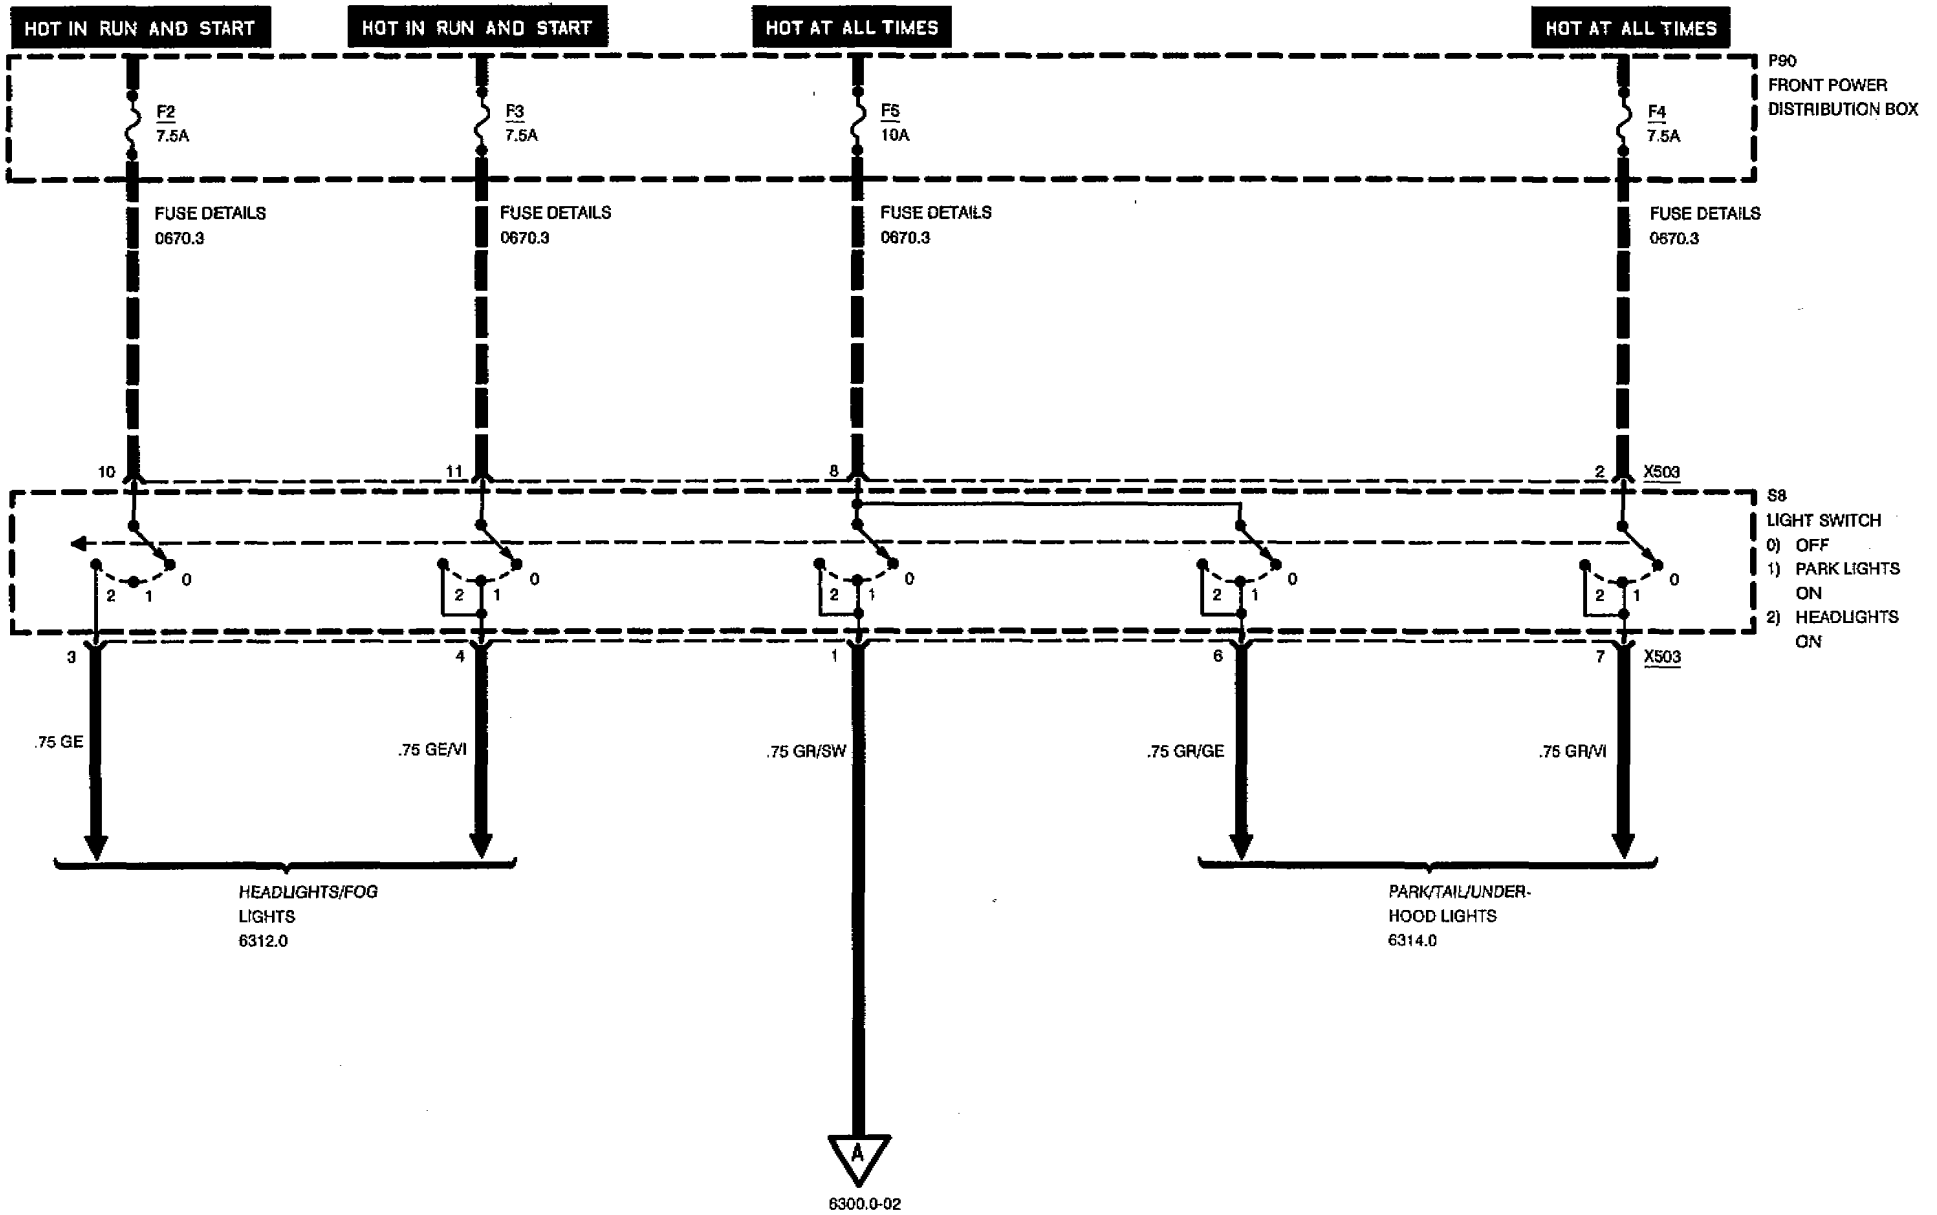 HOT IN RUN AND START
HOT IN RUN AND START
HOT AT ALL TIMES
HOT AT ALL TIMES
P90
FRONT POWER
DISTRIBUTION BOX
F2
7.5A
F3
7.5A
F5
10A
F4
7.5A
FUSE DETAILS
0670.3
FUSE DETAILS
0670.3
FUSE DETAILS
0670.3
FUSE DETAILS
0670.3
10
11
8
2
X503
S8
LIGHT SWITCH
0) OFF
1) PARK LIGHTS
ON
2) HEADLIGHTS
ON
2 1 0
2 1 0
2 1 0
2 1 0
2 1 0
3
4
1
6
7
X503
.75 GE
.75 GE/VI
.75 GR/SW
.75 GR/GE
.75 GR/VI
HEADLIGHTS/FOG
LIGHTS
6312.0
PARK/TAIL/UNDER-
HOOD LIGHTS
6314.0
A
6300.0-02